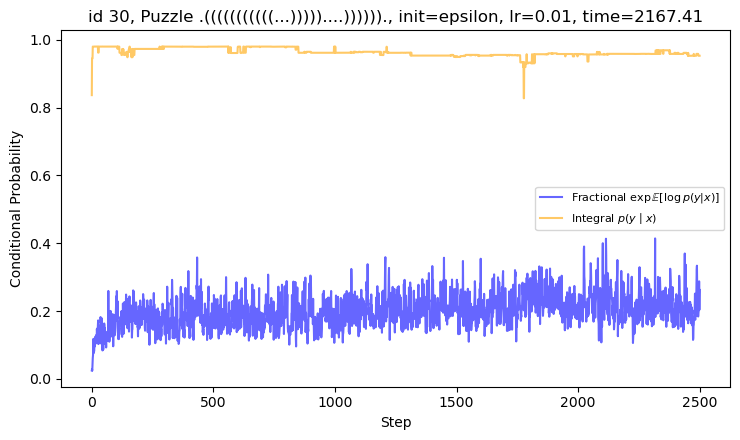 id 30, Puzzle .(((((((((((...)))))....))))))., init=epsilon, lr=0.01, time=2167.41
1.0
0.8
0.6
0.4
0.2
0.0
Conditional Probability
Fractional exp𝔼[log p(y|x)]
Integral p(y | x)
0 500 1000 1500 2000 2500
Step